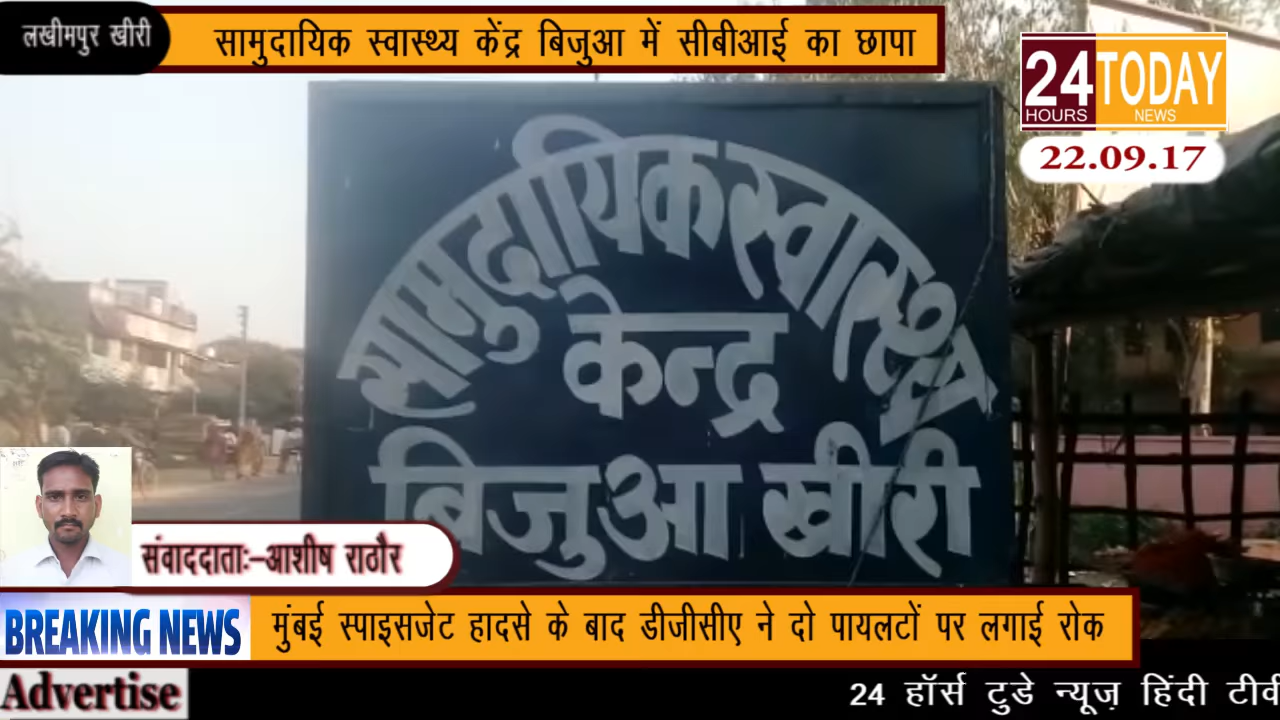 लखीमपुर खीरी
सामुदायिक स्वास्थ्य केंद्र बिजुआ में सीबीआई का छापा
24 TODAY
HOURS NEWS
22.09.17
सामुदायिक स्वास्थ्य
केन्द्र
बिजुआ खीरी
संवाददाताः-आशीष राठौर
BREAKING NEWS
मुंबई स्पाइसजेट हादसे के बाद डीजीसीए ने दो पायलटों पर लगाई रोक
Advertise
24 हॉर्स टुडे न्यूज़ हिंदी टीवी